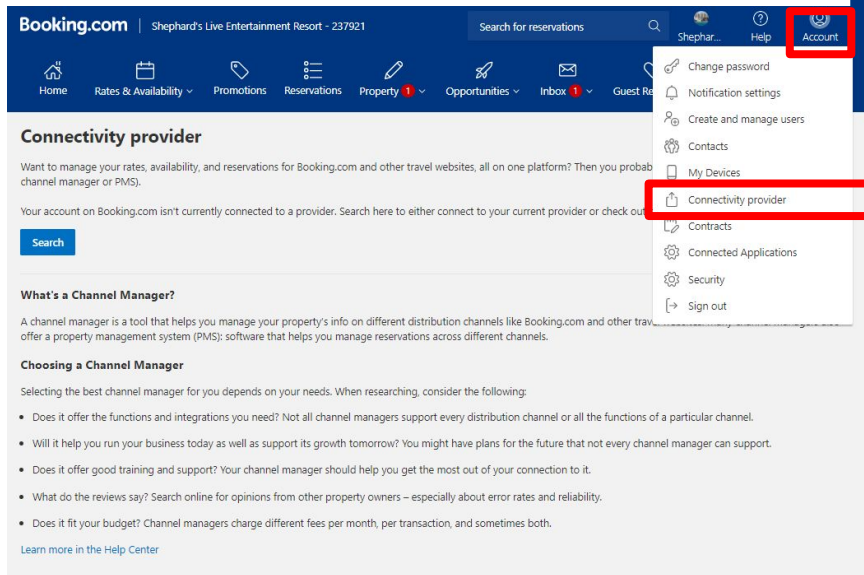 Booking.com | Shephard's Live Entertainment Resort - 237921
Search for reservations
Shephar...
Help
Account
Home
Rates & Availability
Promotions
Reservations
Property 1
Opportunities
Inbox 1
Guest Re
Change password
Notification settings
Create and manage users
Contacts
My Devices
Connectivity provider
Contracts
Connected Applications
Security
Sign out
Connectivity provider
Want to manage your rates, availability, and reservations for Booking.com and other travel websites, all on one platform? Then you probab
channel manager or PMS).
Your account on Booking.com isn't currently connected to a provider. Search here to either connect to your current provider or check out
Search
What's a Channel Manager?
A channel manager is a tool that helps you manage your property's info on different distribution channels like Booking.com and other trav
offer a property management system (PMS): software that helps you manage reservations across different channels.
Choosing a Channel Manager
Selecting the best channel manager for you depends on your needs. When researching, consider the following:
• Does it offer the functions and integrations you need? Not all channel managers support every distribution channel or all the functions of a particular channel.
• Will it help you run your business today as well as support its growth tomorrow? You might have plans for the future that not every channel manager can support.
• Does it offer good training and support? Your channel manager should help you get the most out of your connection to it.
• What do the reviews say? Search online for opinions from other property owners – especially about error rates and reliability.
• Does it fit your budget? Channel managers charge different fees per month, per transaction, and sometimes both.
Learn more in the Help Center